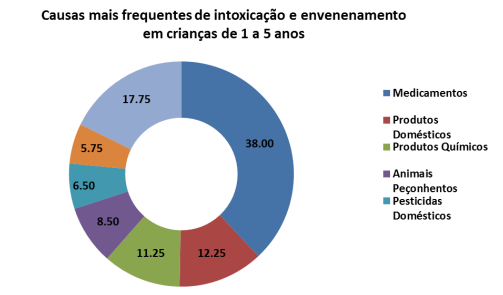 Causas mais frequentes de intoxicação e envenenamento
em crianças de 1 a 5 anos
17.75
38.00
5.75
6.50
8.50
11.25
12.25
Medicamentos
Produtos
Domésticos
Produtos Químicos
Animais
Peçonhentos
Pesticidas
Domésticos